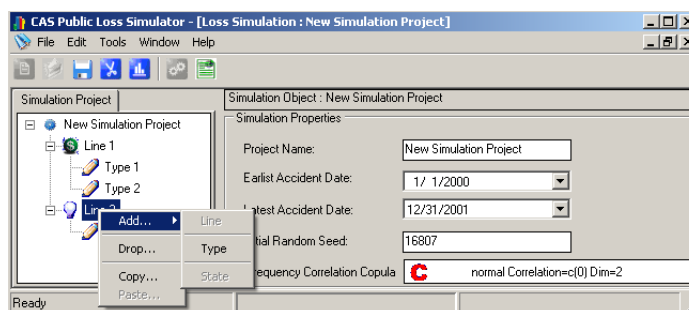 CAS Public Loss Simulator - [Loss Simulation : New Simulation Project]
File Edit Tools Window Help
Simulation Project
Simulation Object : New Simulation Project
New Simulation Project
Line 1
Type 1
Type 2
Add...
Drop...
Copy...
Paste...
Line
Type
State
Simulation Properties
Project Name: New Simulation Project
Earlist Accident Date: 1/ 1/2000
Latest Accident Date: 12/31/2001
tial Random Seed: 16807
requency Correlation Copula C normal Correlation=c(0) Dim=2
Ready